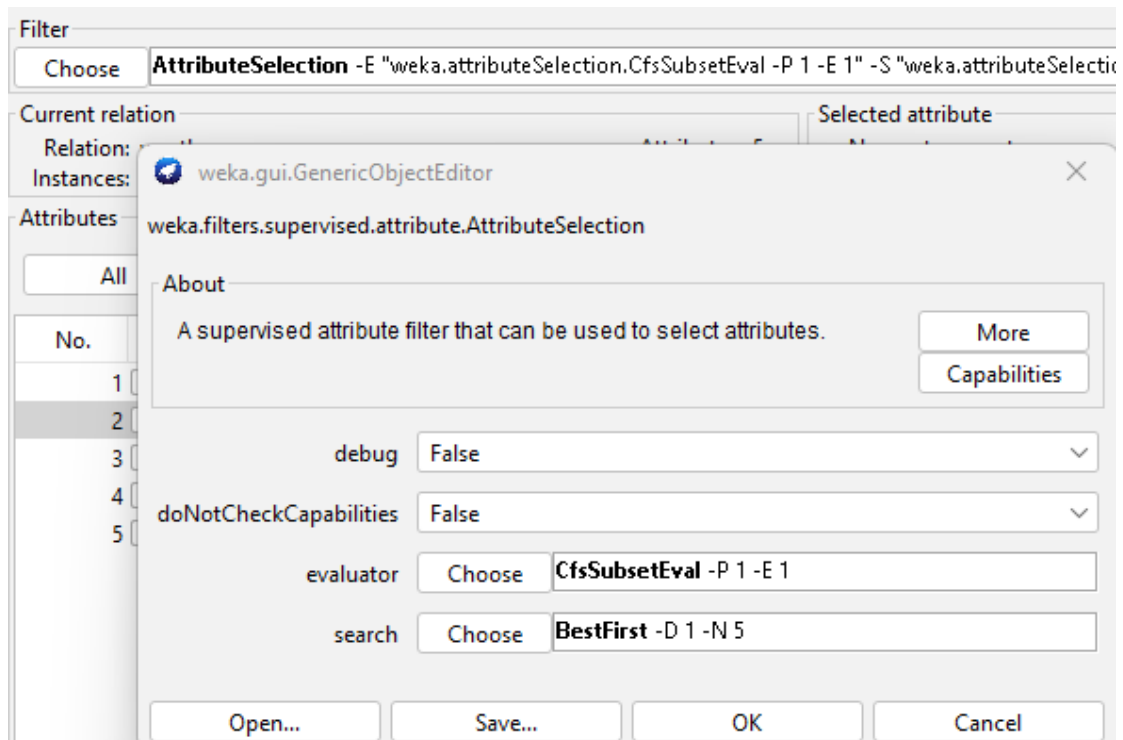 Filter
Choose AttributeSelection -E "weka.attributeSelection.CfsSubsetEval -P 1 -E 1" -S "weka.attributeSelectio
Current relation Selected attribute
Relation:
Instances:
weka.gui.GenericObjectEditor
Attributes
weka.filters.supervised.attribute.AttributeSelection
All
About
A supervised attribute filter that can be used to select attributes.
More
Capabilities
No.
1
2
3
4
5
debug False
doNotCheckCapabilities False
evaluator Choose CfsSubsetEval -P 1 -E 1
search Choose BestFirst -D 1 -N 5
Open... Save... OK Cancel